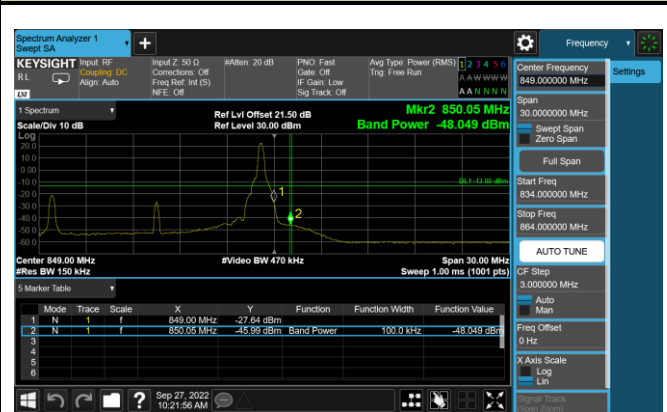 Spectrum Analyzer 1
Swept SA
Frequency
KEYSIGHT
RL
LXI
Input: RF
Coupling: DC
Align: Auto
Input Z: 50 Ω
Corrections: Off
Freq Ref: Int (S)
NFE: Off
#Atten: 20 dB
PNO: Fast
Gate: Off
IF Gain: Low
Sig Track: Off
Avg Type: Power (RMS)
Trig: Free Run
1 2 3 4 5 6
A W W W W W
A A N N N N
Center Frequency
849.000000 MHz
Settings
Span
30.0000000 MHz
Swept Span
Zero Span
Full Span
Start Freq
834.000000 MHz
Stop Freq
864.000000 MHz
AUTO TUNE
CF Step
3.000000 MHz
Auto
Man
Freq Offset
0 Hz
X Axis Scale
Log
Lin
Signal Track
(Span Zoom)
1 Spectrum
Scale/Div 10 dB
Ref Lvl Offset 21.50 dB
Ref Level 30.00 dBm
Mkr2 850.05 MHz
Band Power -48.049 dBm
Log
20.0
10.0
0.00
-10.0
-20.0
-30.0
-40.0
-50.0
-60.0
DL1 -13.00 dBm
1
2
Center 849.00 MHz
#Video BW 470 kHz
Span 30.00 MHz
#Res BW 150 kHz
Sweep 1.00 ms (1001 pts)
5 Marker Table
Mode Trace Scale X Y Function Function Width Function Value
1 N 1 f 849.00 MHz -27.64 dBm
2 N 1 f 850.05 MHz -45.99 dBm Band Power 100.0 kHz -48.049 dBm
3
4
5
6
?
Sep 27, 2022
10:21:56 AM